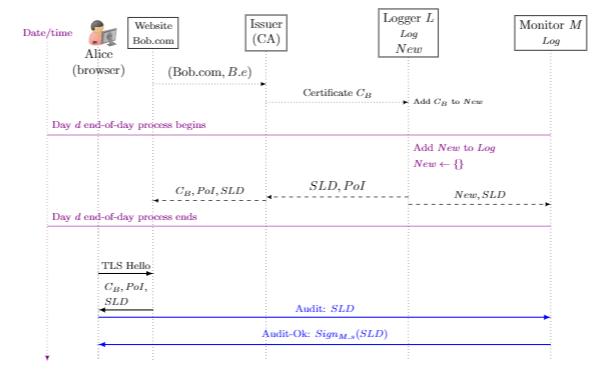 Date/time
Alice
(browser)
Website
Bob.com
Issuer
(CA)
Logger L
Log
New
Monitor M
Log
(Bob.com, B.e)
Certificate C_B
Add C_B to New
Day d end-of-day process begins
Add New to Log
New ← {}
C_B, PoI, SLD
SLD, PoI
New, SLD
Day d end-of-day process ends
TLS Hello
C_B, PoI,
SLD
Audit: SLD
Audit-Ok: Sign_{M.s}(SLD)